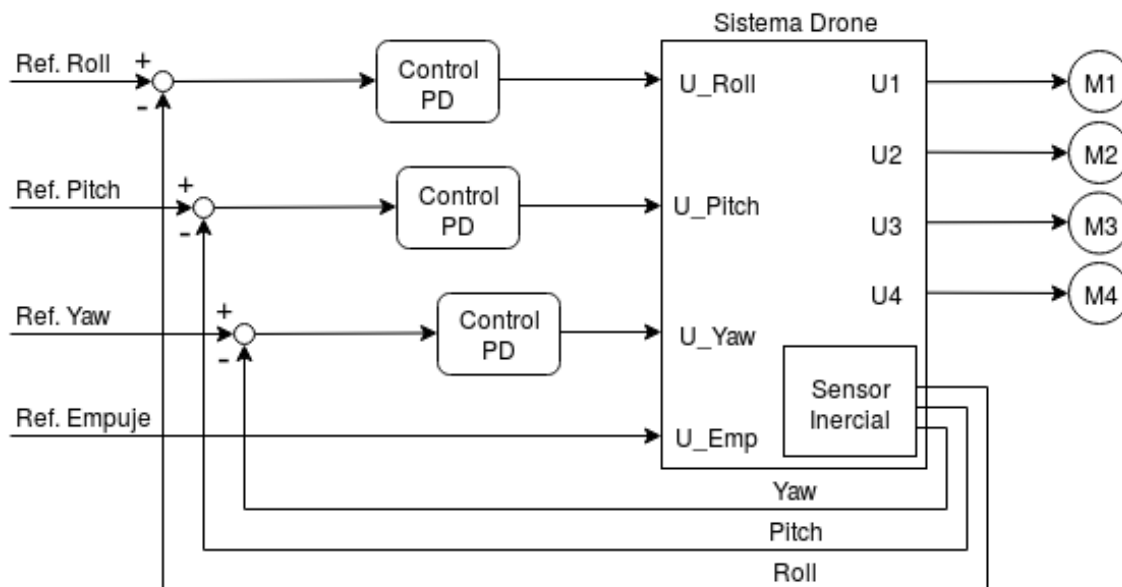 Sistema Drone
Ref. Roll
+
-
Control
PD
U_Roll
U1
M1
U2
M2
Ref. Pitch
+
-
Control
PD
U_Pitch
U3
M3
U4
M4
Ref. Yaw
+
-
Control
PD
U_Yaw
Sensor
Inercial
Ref. Empuje
U_Emp
Yaw
Pitch
Roll